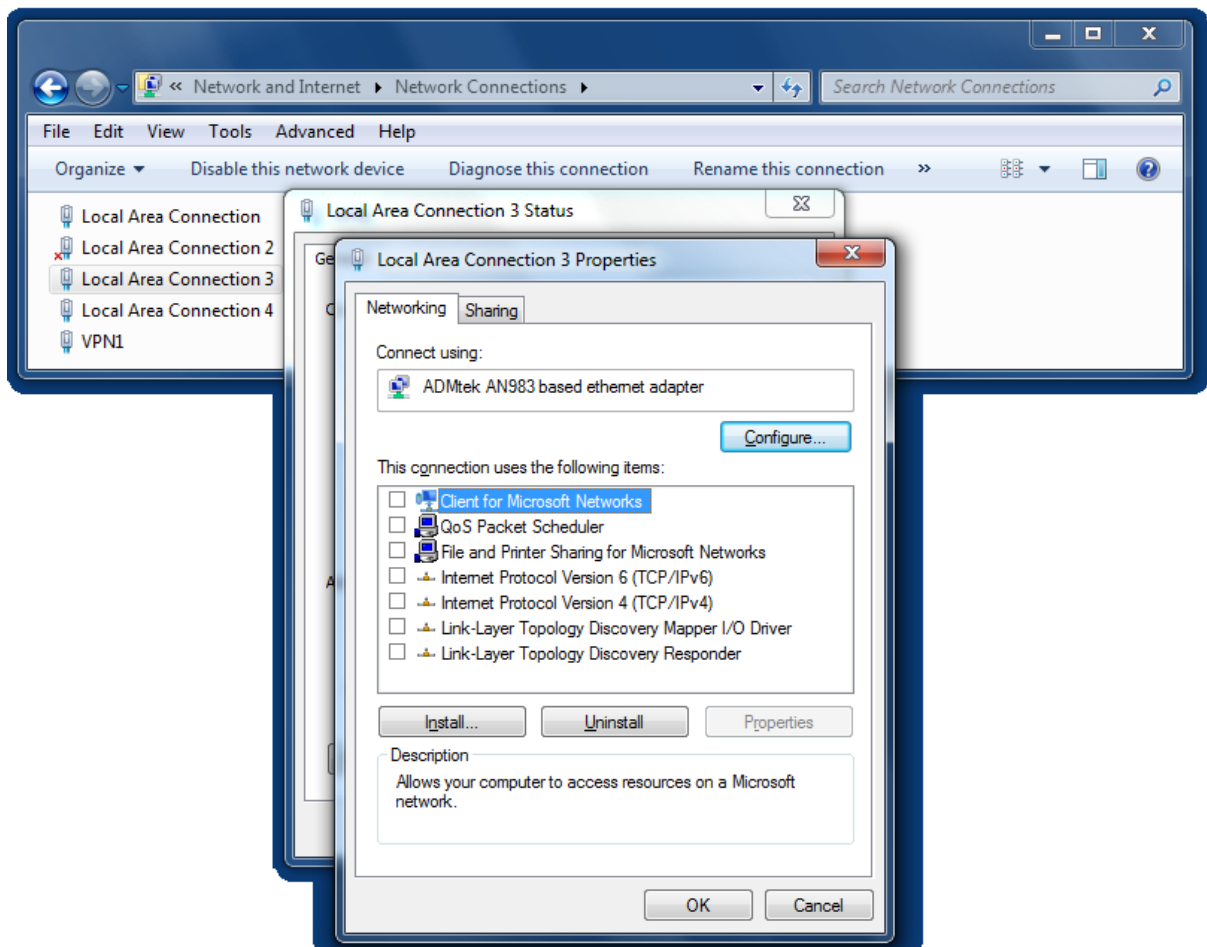 « Network and Internet Network Connections Search Network Connections
File Edit View Tools Advanced Help
Organize Disable this network device Diagnose this connection Rename this connection »
Local Area Connection
Local Area Connection 2
Local Area Connection 3
Local Area Connection 4
VPN1
Local Area Connection 3 Status
Ge
Local Area Connection 3 Properties
Networking Sharing
Connect using:
ADMtek AN983 based ethernet adapter
Configure...
This connection uses the following items:
Client for Microsoft Networks
QoS Packet Scheduler
File and Printer Sharing for Microsoft Networks
Internet Protocol Version 6 (TCP/IPv6)
Internet Protocol Version 4 (TCP/IPv4)
Link-Layer Topology Discovery Mapper I/O Driver
Link-Layer Topology Discovery Responder
Install... Uninstall Properties
Description
Allows your computer to access resources on a Microsoft
network.
OK Cancel